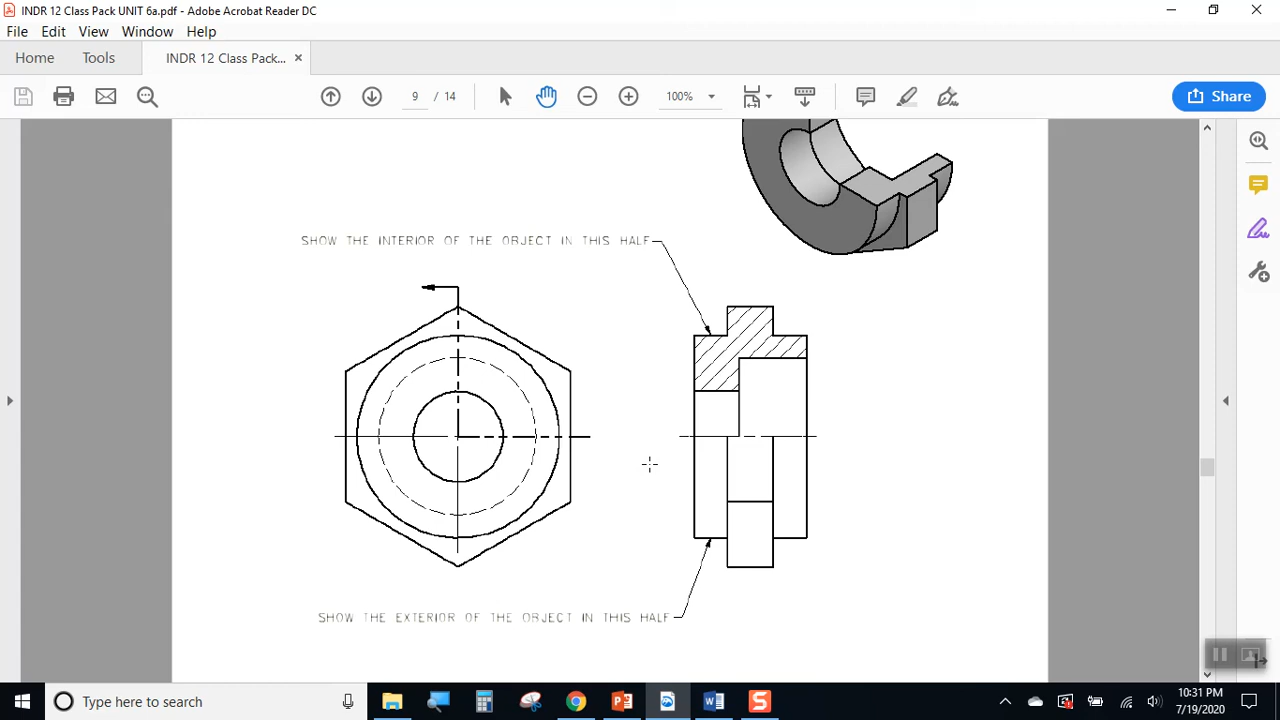 INDR 12 Class Pack UNIT 6a.pdf - Adobe Acrobat Reader DC
File Edit View Window Help
Home Tools INDR 12 Class Pack... ×
9 / 14 100% Share
SHOW THE INTERIOR OF THE OBJECT IN THIS HALF
SHOW THE EXTERIOR OF THE OBJECT IN THIS HALF
Type here to search
10:31 PM
7/19/2020